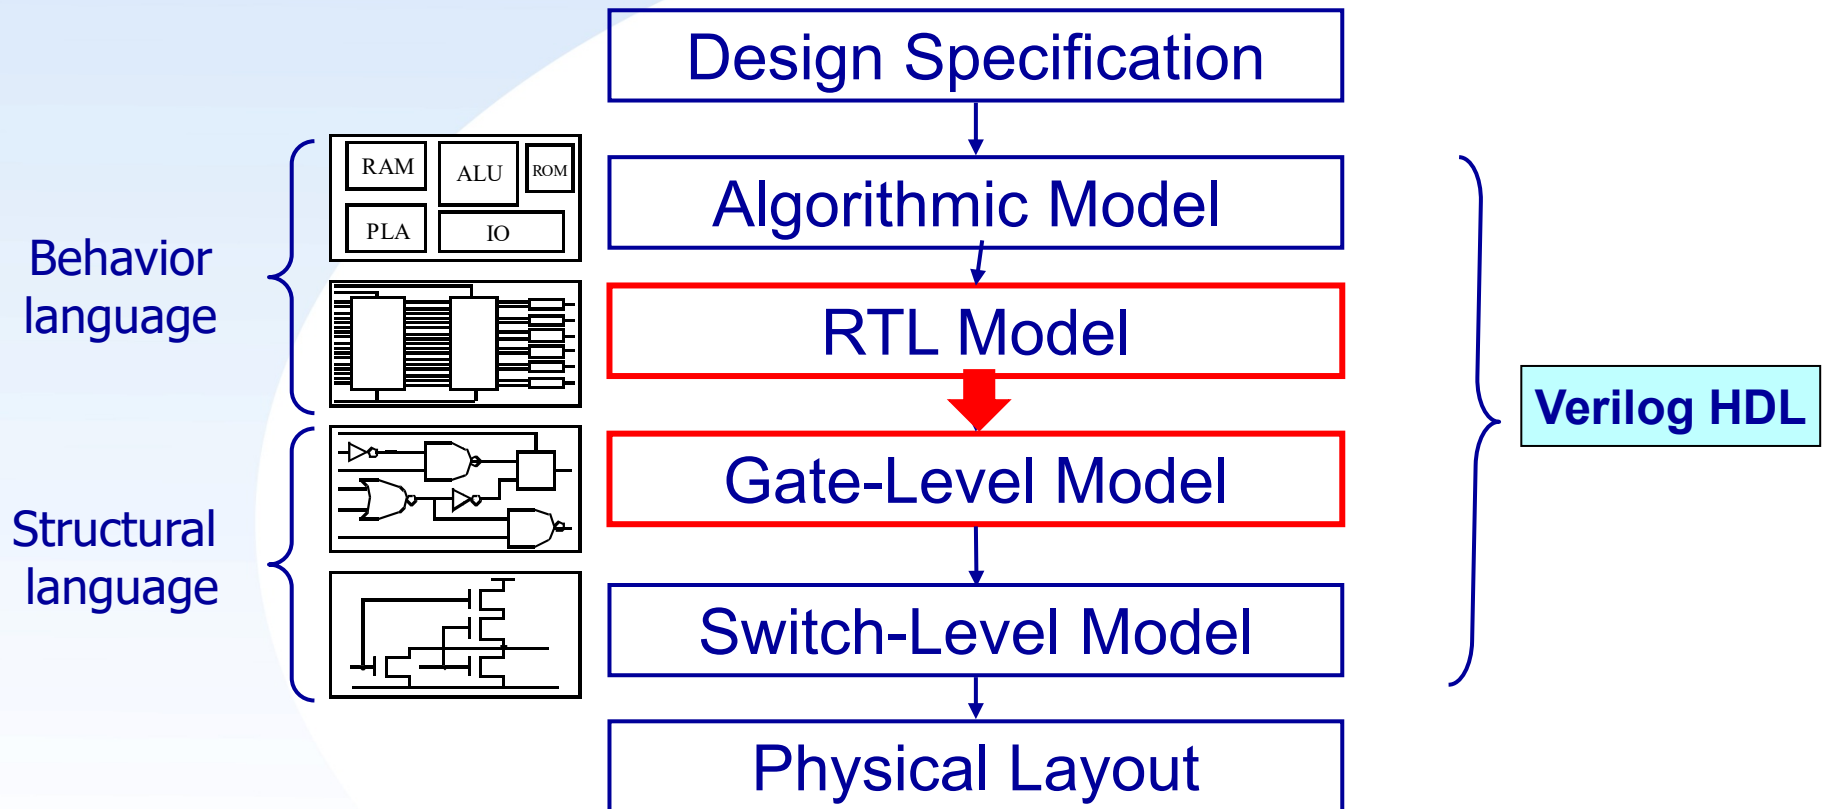 Design Specification
RAM
ALU
ROM
PLA
IO
Algorithmic Model
Behavior
language
RTL Model
Verilog HDL
Gate-Level Model
Structural
language
Switch-Level Model
Physical Layout